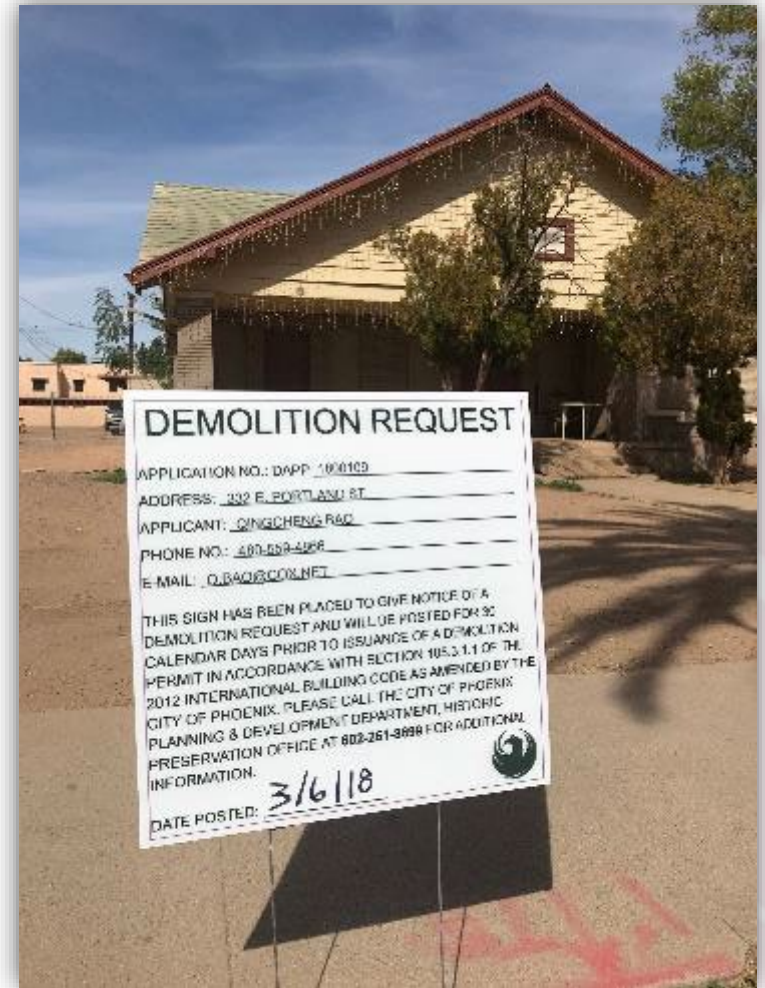 DEMOLITION REQUEST
APPLICATION NO.: DAPP
ADDRESS: 332 E. PORTLAND ST
APPLICANT: QINGCHENG BAO
PHONE NO.:
E-MAIL: Q.BAO@COX.NET
THIS SIGN HAS BEEN PLACED TO GIVE NOTICE OF A
DEMOLITION REQUEST AND WILL BE POSTED FOR 30
CALENDAR DAYS PRIOR TO ISSUANCE OF A DEMOLITION
PERMIT IN ACCORDANCE WITH SECTION 105.3.1.1 OF THE
2012 INTERNATIONAL BUILDING CODE AS AMENDED BY THE
CITY OF PHOENIX. PLEASE CALL THE CITY OF PHOENIX
PLANNING & DEVELOPMENT DEPARTMENT, HISTORIC
PRESERVATION OFFICE AT FOR ADDITIONAL
INFORMATION.
DATE POSTED: 3/6/18